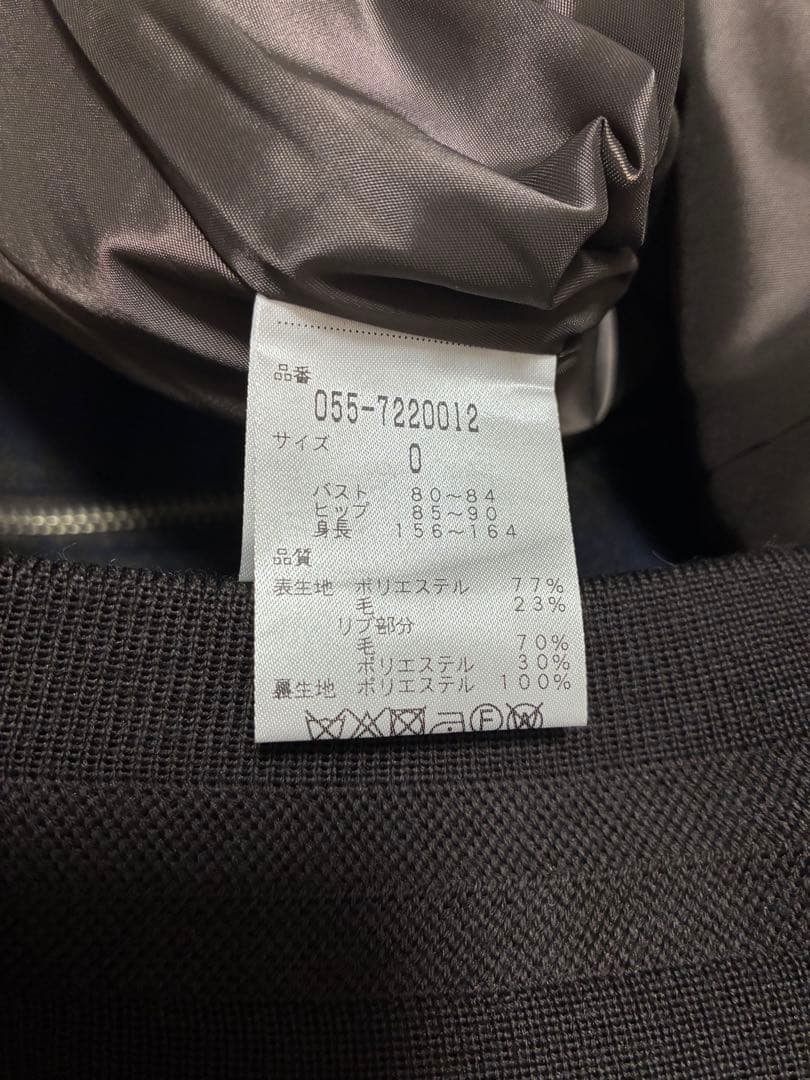 品番
055-7220012
サイズ
0
バスト 80～84
ヒップ 85～90
身長 156～164
品質
表生地 ポリエステル 77%
毛 23%
リブ部分
毛 70%
ポリエステル 30%
裏生地 ポリエステル 100%
F W